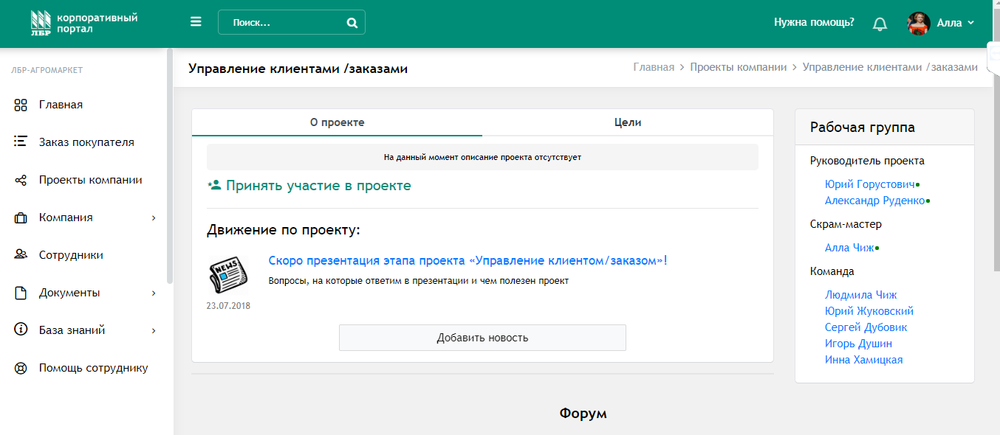 ЛБР
корпоративный
портал
Поиск...
Нужна помощь?
Алла
ЛБР-АГРОМАРКЕТ
Главная
Заказ покупателя
Проекты компании
Компания
Сотрудники
Документы
База знаний
Помощь сотруднику
Управление клиентами /заказами
Главная > Проекты компании > Управление клиентами /заказами
О проекте
Цели
На данный момент описание проекта отсутствует
Принять участие в проекте
Движение по проекту:
NEWS
Скоро презентация этапа проекта «Управление клиентом/заказом»!
Вопросы, на которые ответим в презентации и чем полезен проект
23.07.2018
Добавить новость
Рабочая группа
Руководитель проекта
Юрий Горустович
Александр Руденко
Скрам-мастер
Алла Чиж
Команда
Людмила Чиж
Юрий Жуковский
Сергей Дубовик
Игорь Душин
Инна Хамицкая
Форум